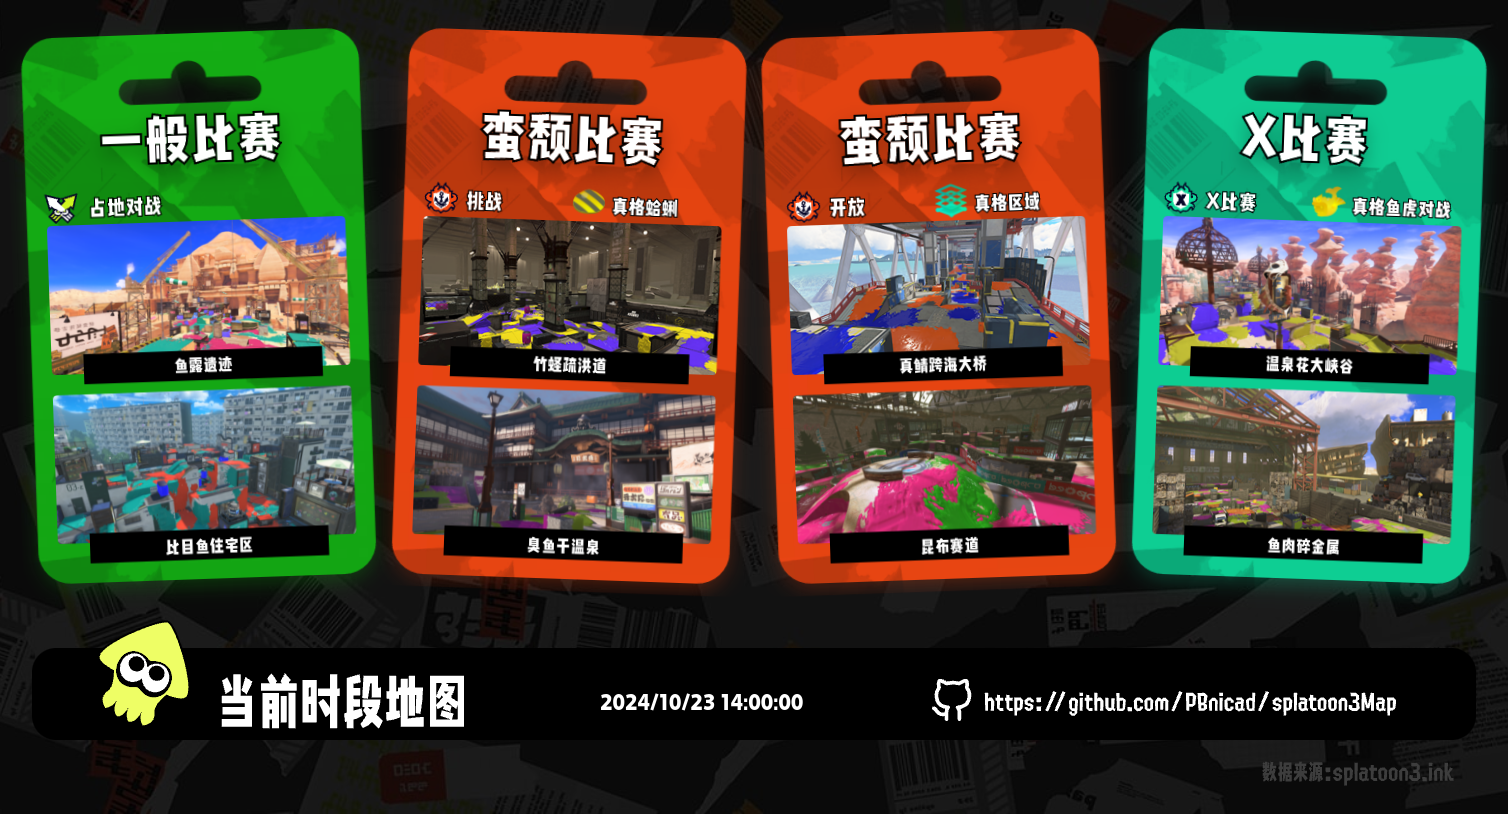 一般比赛
占地对战
鱼露遗迹
比目鱼住宅区
蛮颓比赛
挑战
真格蛤蜊
竹蛏疏洪道
臭鱼干温泉
蛮颓比赛
开放
真格区域
真鲭跨海大桥
昆布赛道
X比赛
X比赛
真格鱼虎对战
温泉花大峡谷
鱼肉碎金属
当前时段地图
2024/10/23 14:00:00
https://github.com/PBnicad/splatoon3Map
数据来源:splatoon3.ink